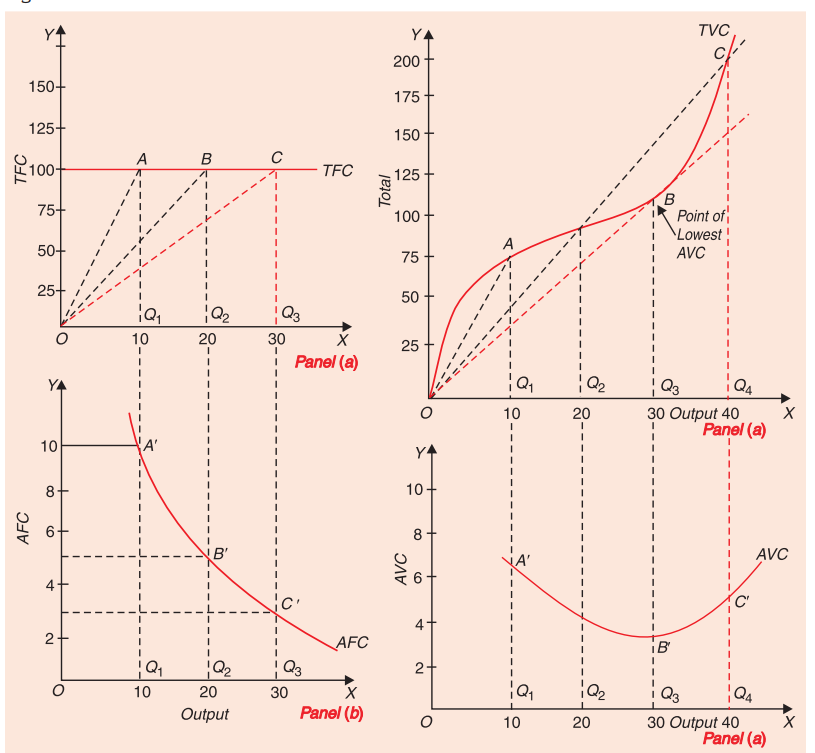 Y
150
125
TFC
100
75
50
25
A
B
C
TFC
Q1
Q2
Q3
O
10
20
30
X
Panel (a)
Y
10
8
6
4
2
AFC
A′
B′
C′
AFC
Q1
Q2
Q3
O
10
20
30
X
Output
Panel (b)
Y
200
175
150
125
100
75
50
25
Total
TVC
C
A
B
Point of
Lowest
AVC
Q1
Q2
Q3
Q4
O
10
20
30 Output 40
X
Panel (a)
Y
10
8
6
4
2
AVC
A′
B′
C′
AVC
Q1
Q2
Q3
Q4
O
10
20
30 Output 40
X
Panel (a)